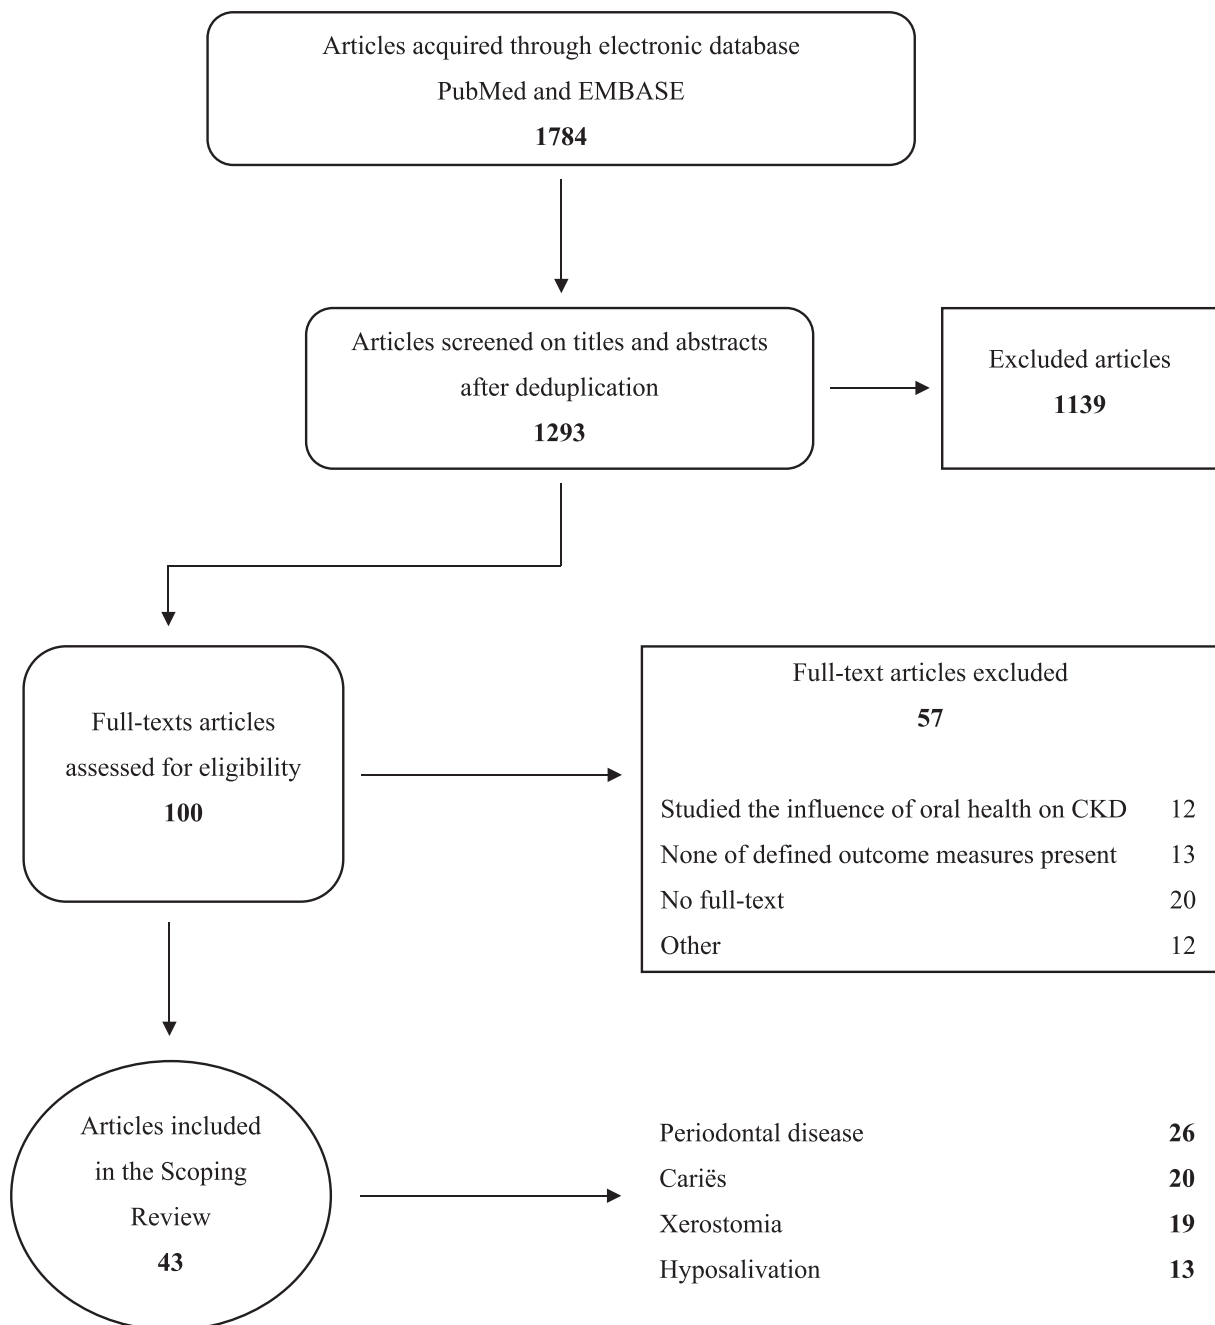 Articles acquired through electronic database
PubMed and EMBASE
1784
Articles screened on titles and abstracts
after deduplication
1293
Excluded articles
1139
Full-texts articles
assessed for eligibility
100
Full-text articles excluded
57
Studied the influence of oral health on CKD 12
None of defined outcome measures present 13
No full-text 20
Other 12
Articles included
in the Scoping
Review
43
Periodontal disease 26
Cariës 20
Xerostomia 19
Hyposalivation 13